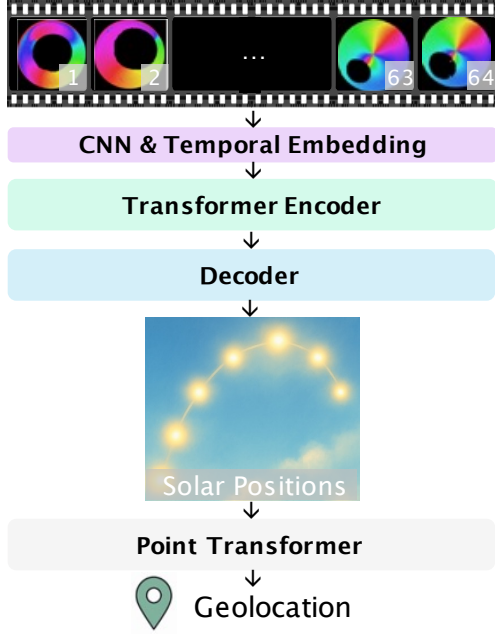 1 2 ... 63 64
CNN & Temporal Embedding
Transformer Encoder
Decoder
Solar Positions
Point Transformer
Geolocation